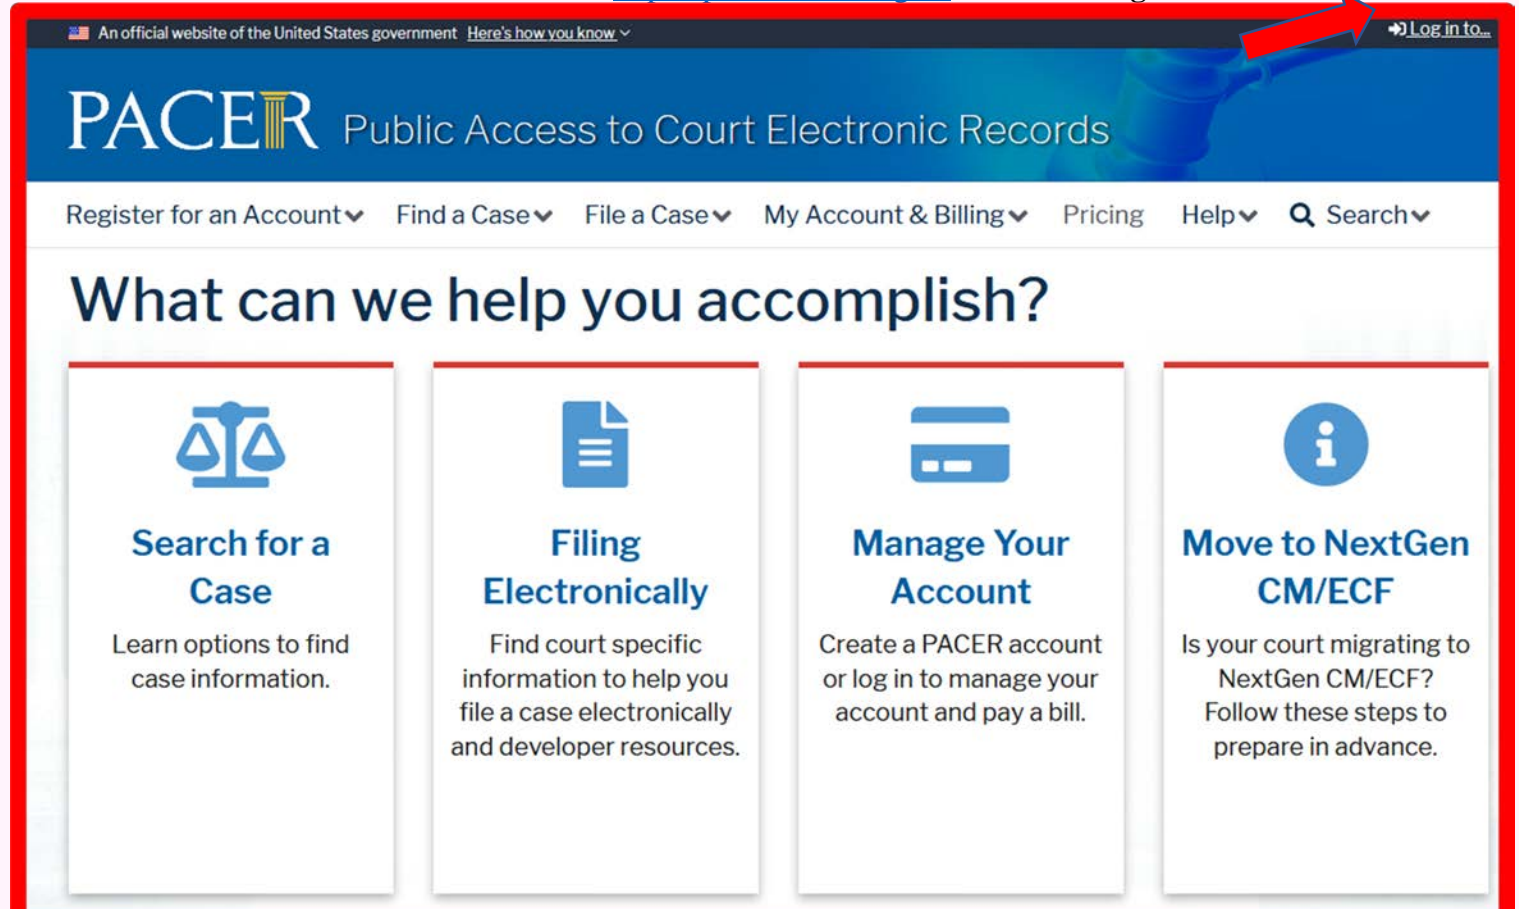 An official website of the United States government Here's how you know
Log in to...
PACER Public Access to Court Electronic Records
Register for an Account Find a Case File a Case My Account & Billing Pricing Help Search
What can we help you accomplish?
Search for a
Case
Learn options to find
case information.
Filing
Electronically
Find court specific
information to help you
file a case electronically
and developer resources.
Manage Your
Account
Create a PACER account
or log in to manage your
account and pay a bill.
Move to NextGen
CM/ECF
Is your court migrating to
NextGen CM/ECF?
Follow these steps to
prepare in advance.